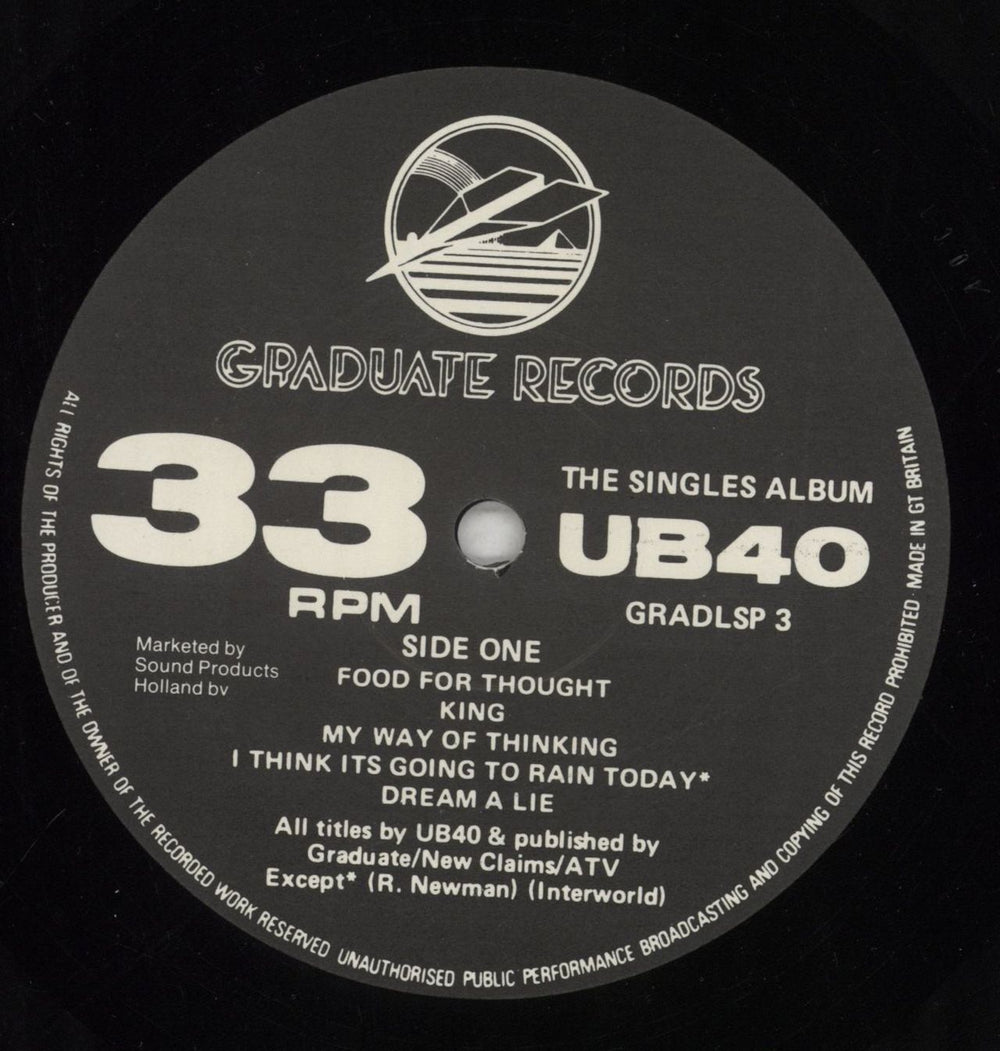 GRADUATE RECORDS
33
RPM
THE SINGLES ALBUM
UB40
GRADLSP 3
Marketed by
Sound Products
Holland bv
SIDE ONE
FOOD FOR THOUGHT
KING
MY WAY OF THINKING
I THINK ITS GOING TO RAIN TODAY*
DREAM A LIE
All titles by UB40 & published by
Graduate/New Claims/ATV
Except* (R. Newman) (Interworld)
All RIGHTS OF THE PRODUCER AND OF THE OWNER OF THE RECORDED WORK RESERVED UNAUTHORISED PUBLIC PERFORMANCE BROADCASTING AND COPYING OF THIS RECORD PROHIBITED · MADE IN GT BRITAIN